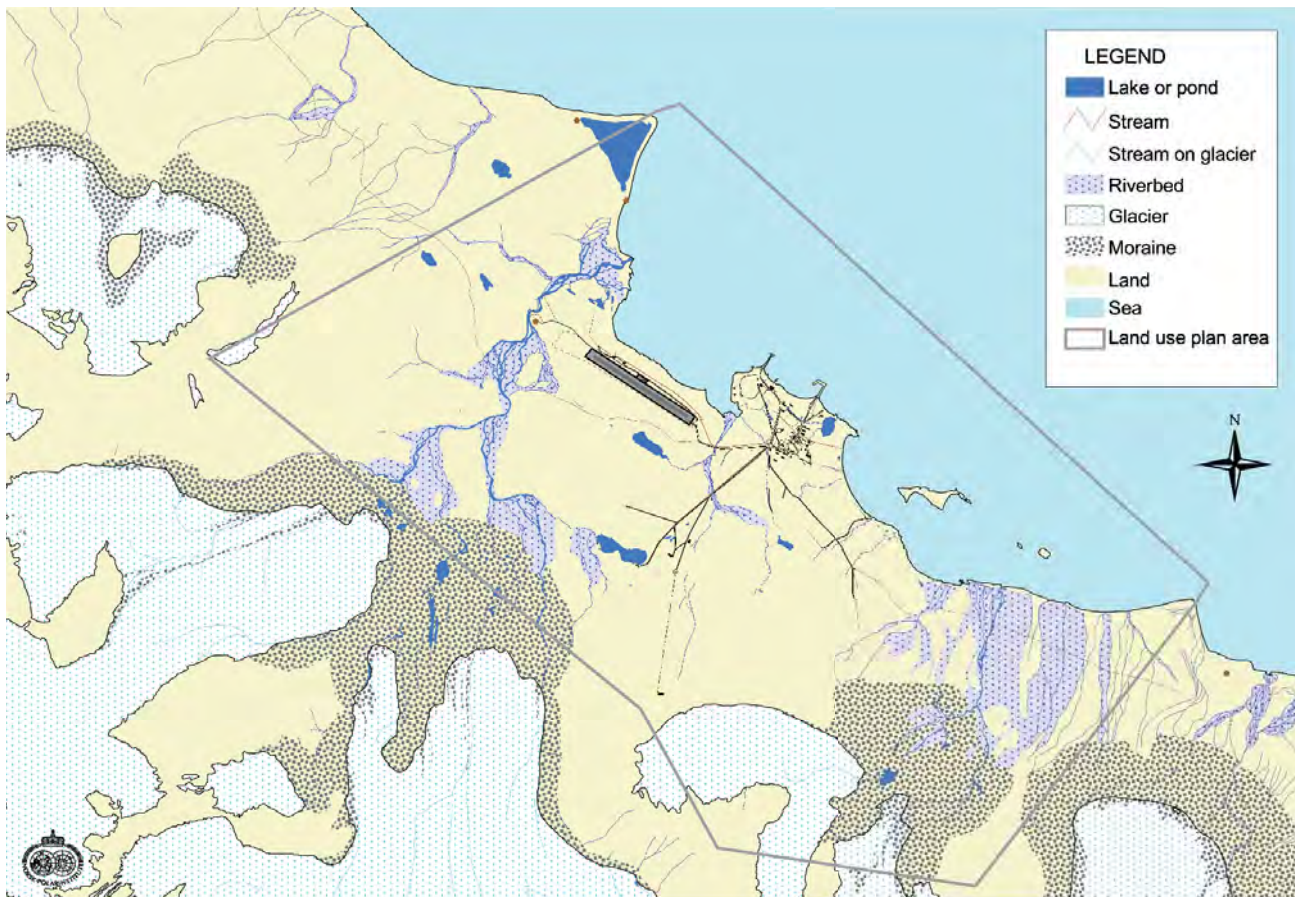 LEGEND
Lake or pond
Stream
Stream on glacier
Riverbed
Glacier
Moraine
Land
Sea
Land use plan area
N